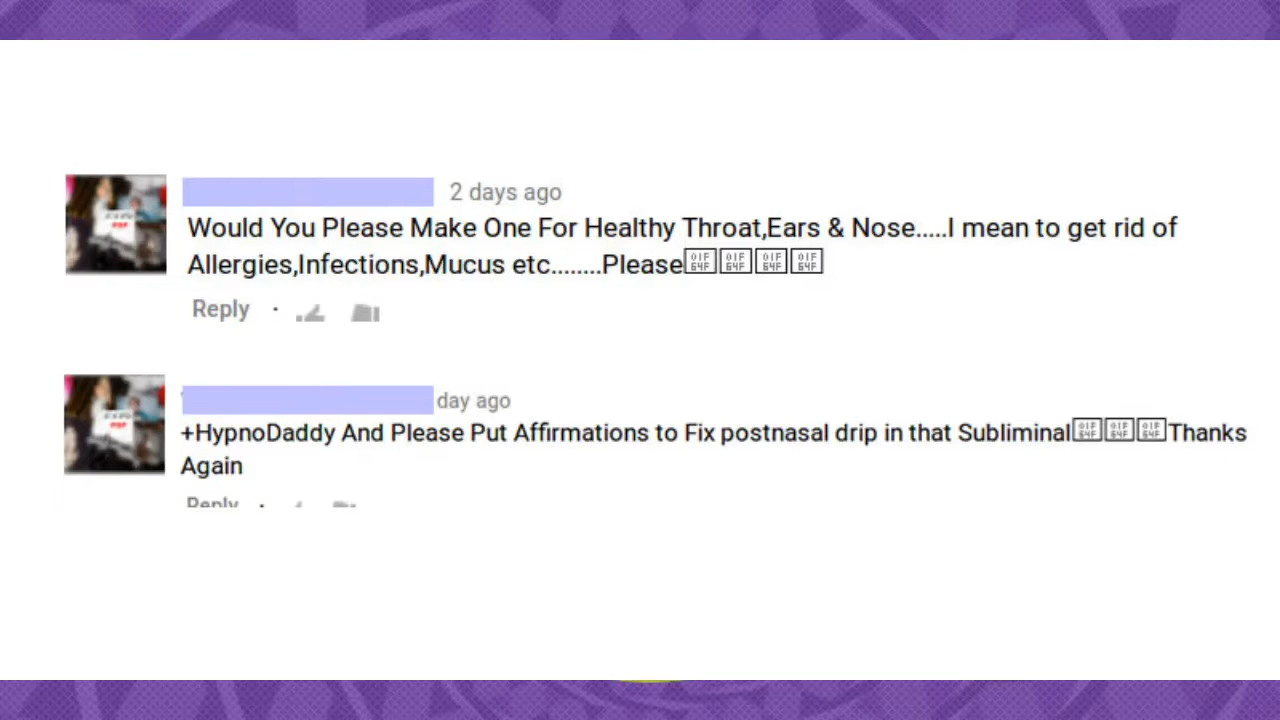 2 days ago
Would You Please Make One For Healthy Throat,Ears & Nose.....I mean to get rid of
Allergies,Infections,Mucus etc........Please🙏🙏🙏🙏
Reply ·
day ago
+HypnoDaddy And Please Put Affirmations to Fix postnasal drip in that Subliminal🙏🙏🙏Thanks
Again
Reply ·